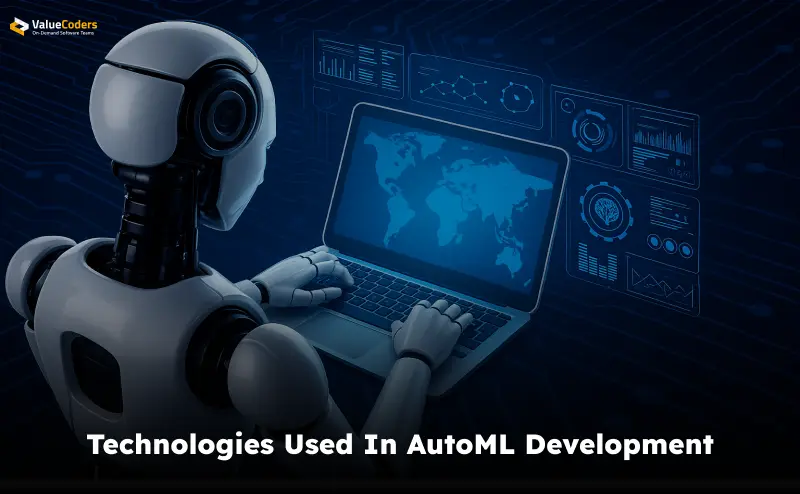 ValueCoders
On-Demand Software Teams
Technologies Used In AutoML Development